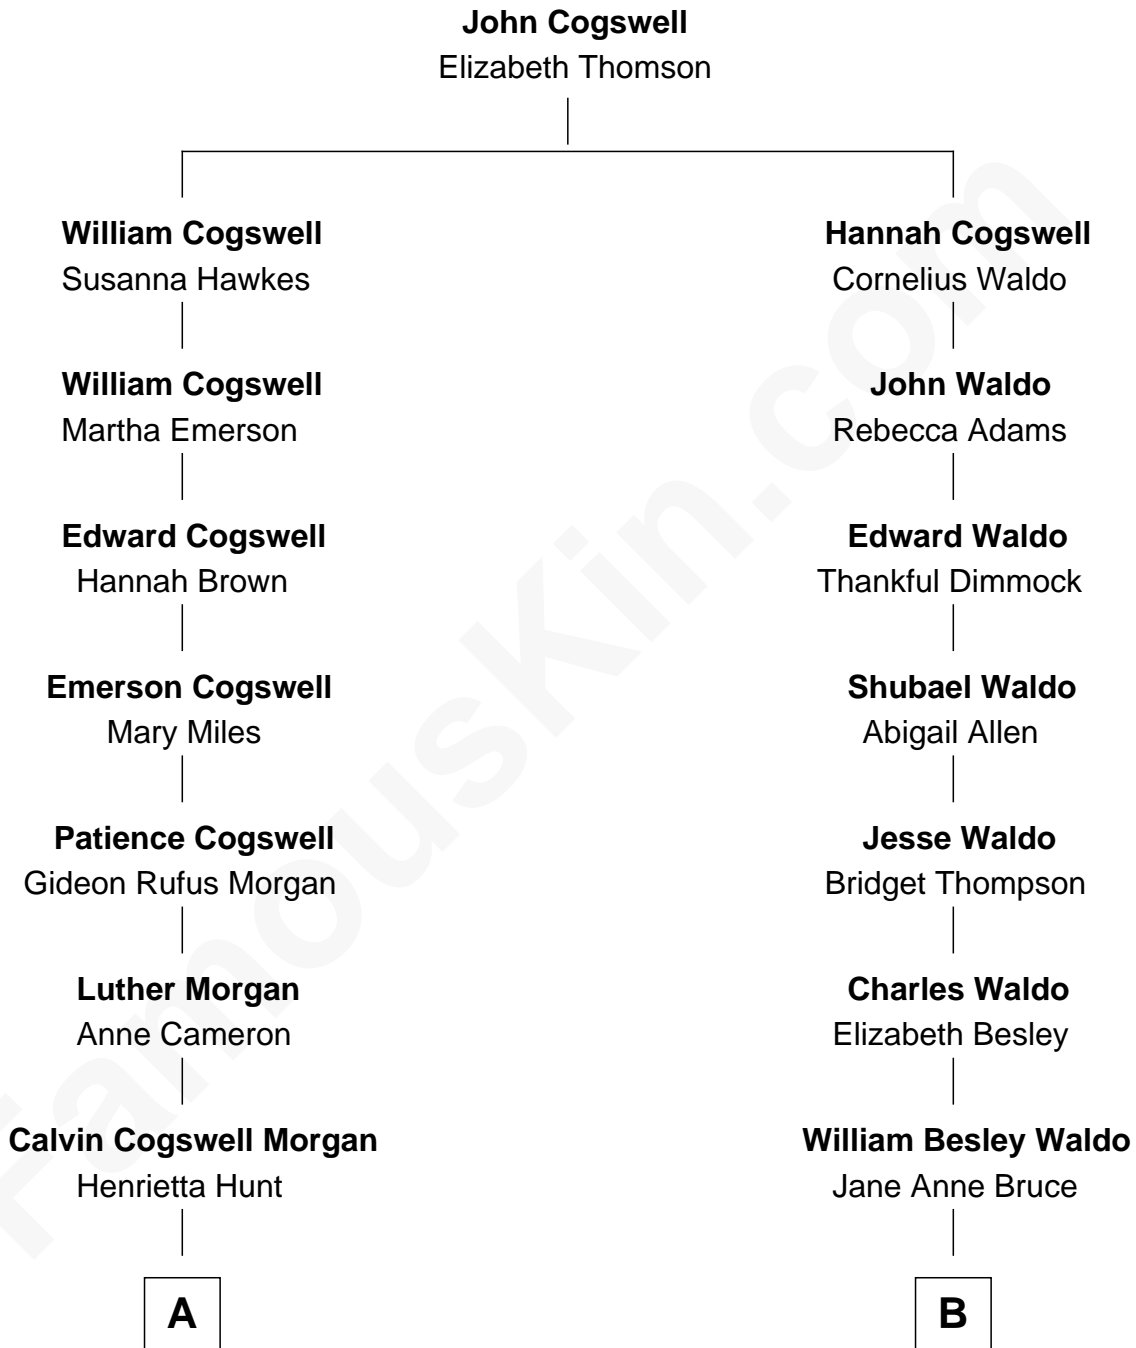 John Cogswell
Elizabeth Thomson
William Cogswell
Susanna Hawkes
Hannah Cogswell
Cornelius Waldo
William Cogswell
Martha Emerson
John Waldo
Rebecca Adams
Edward Cogswell
Hannah Brown
Edward Waldo
Thankful Dimmock
Emerson Cogswell
Mary Miles
Shubael Waldo
Abigail Allen
Patience Cogswell
Gideon Rufus Morgan
Jesse Waldo
Bridget Thompson
Luther Morgan
Anne Cameron
Charles Waldo
Elizabeth Besley
Calvin Cogswell Morgan
Henrietta Hunt
William Besley Waldo
Jane Anne Bruce
A
B
FamousKin.com